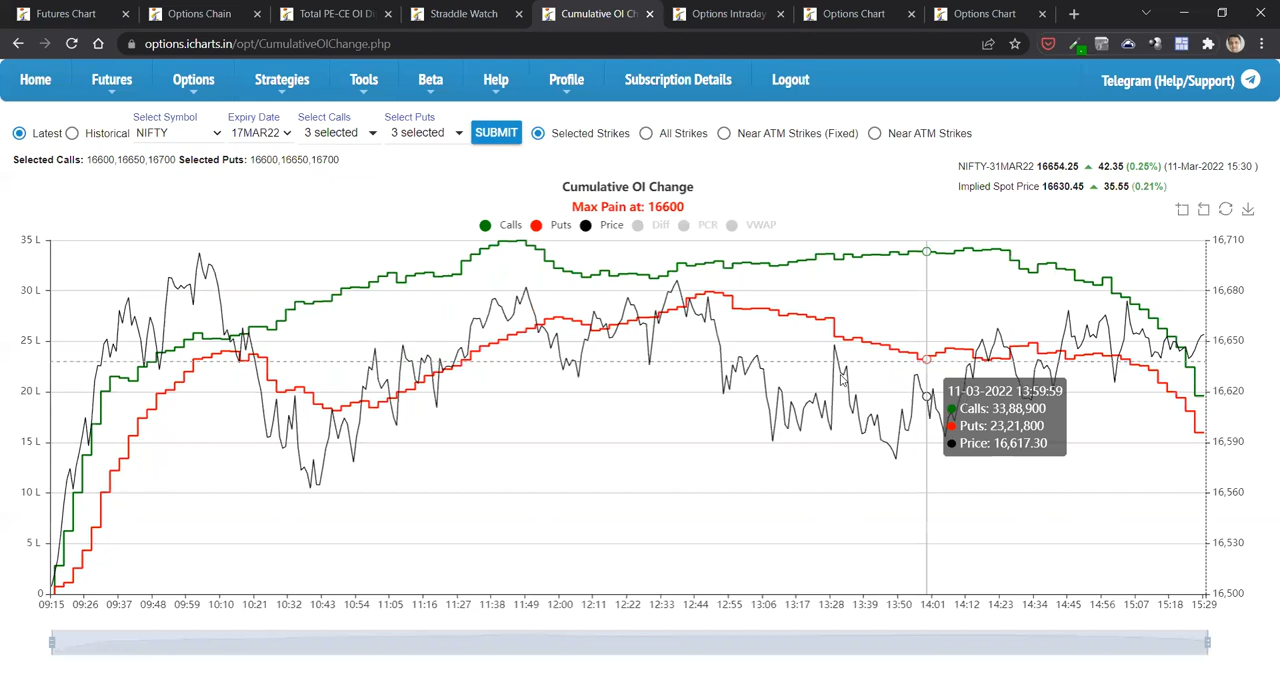 Futures Chart
Options Chain
Total PE-CE OI Di
Straddle Watch
Cumulative OI Ch
Options Intraday
Options Chart
Options Chart
options.icharts.in/opt/CumulativeOIChange.php
Home
Futures
Options
Strategies
Tools
Beta
Help
Profile
Subscription Details
Logout
Telegram (Help/Support)
Select Symbol
Expiry Date
Select Calls
Select Puts
Latest
Historical
NIFTY
17MAR22
3 selected
3 selected
SUBMIT
Selected Strikes
All Strikes
Near ATM Strikes (Fixed)
Near ATM Strikes
Selected Calls: 16600,16650,16700 Selected Puts: 16600,16650,16700
NIFTY-31MAR22 16654.25 ▲ 42.35 (0.25%) (11-Mar-2022 15:30 )
Implied Spot Price 16630.45 ▲ 35.55 (0.21%)
Cumulative OI Change
Max Pain at: 16600
Calls
Puts
Price
Diff
PCR
VWAP
35 L
30 L
25 L
20 L
15 L
10 L
5 L
0
16,710
16,680
16,650
16,620
16,590
16,560
16,530
16,500
11-03-2022 13:59:59
Calls: 33,88,900
Puts: 23,21,800
Price: 16,617.30
09:15 09:26 09:37 09:48 09:59 10:10 10:21 10:32 10:43 10:54 11:05 11:16 11:27 11:38 11:49 12:00 12:11 12:22 12:33 12:44 12:55 13:06 13:17 13:28 13:39 13:50 14:01 14:12 14:23 14:34 14:45 14:56 15:07 15:18 15:29